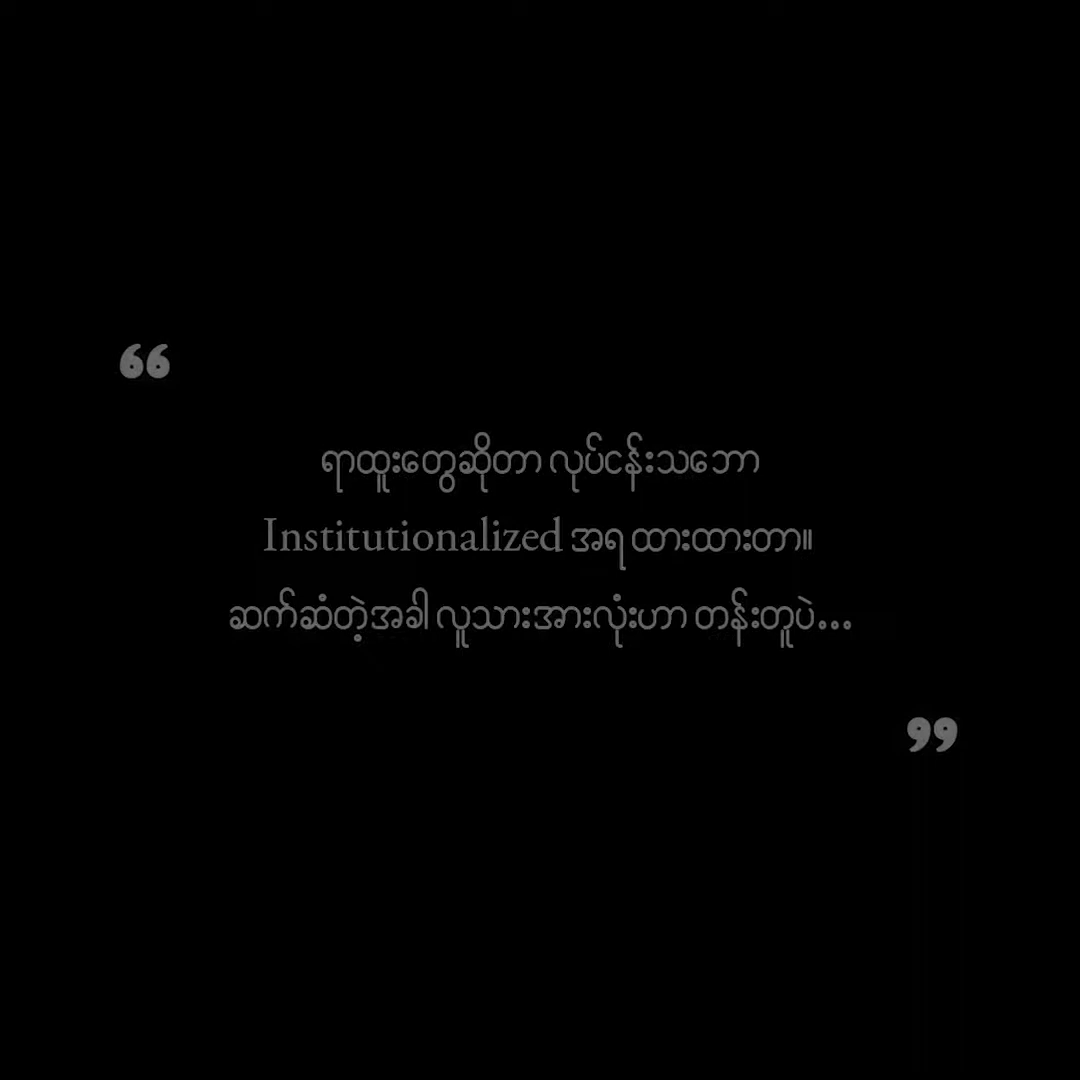 “
ရာထူးတွေဆိုတာ လုပ်ငန်းသဘော
Institutionalized အရ ထားထားတာ။
ဆက်ဆံတဲ့အခါ လူသားအားလုံးဟာ တန်းတူပဲ...
”